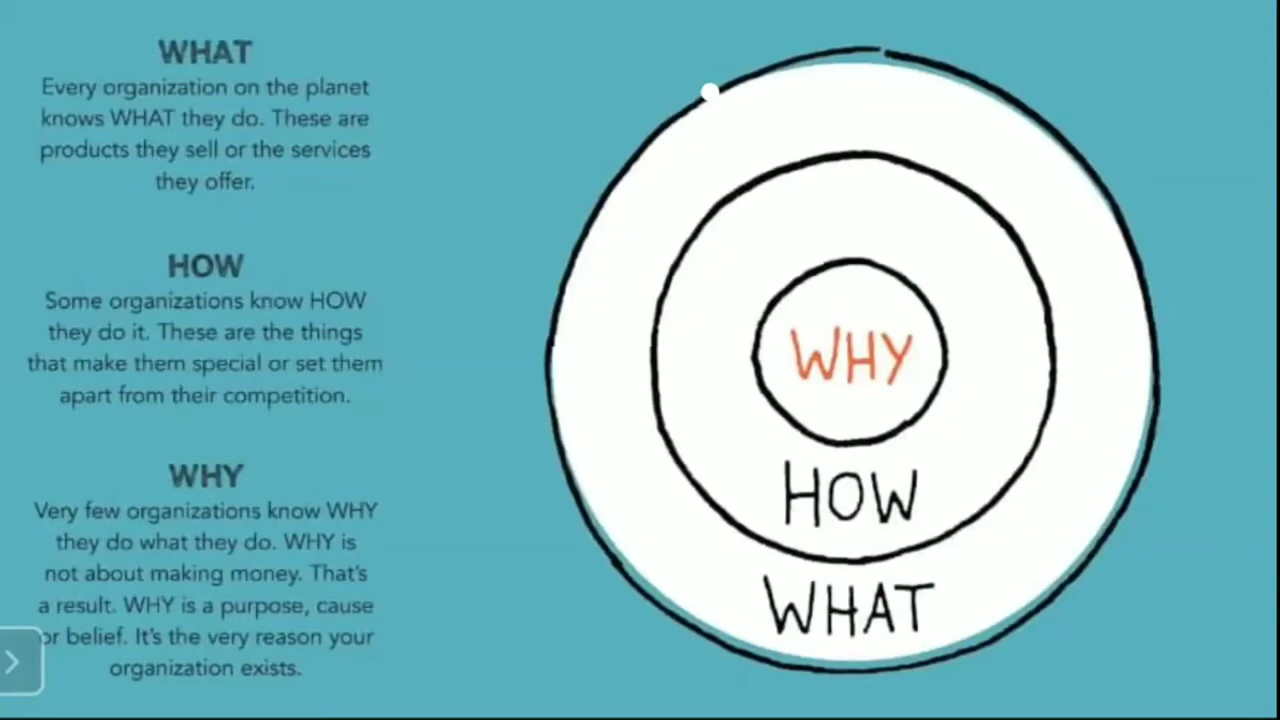 WHAT
Every organization on the planet
knows WHAT they do. These are
products they sell or the services
they offer.
HOW
Some organizations know HOW
they do it. These are the things
that make them special or set them
apart from their competition.
WHY
Very few organizations know WHY
they do what they do. WHY is
not about making money. That's
a result. WHY is a purpose, cause
or belief. It's the very reason your
organization exists.
WHY
HOW
WHAT